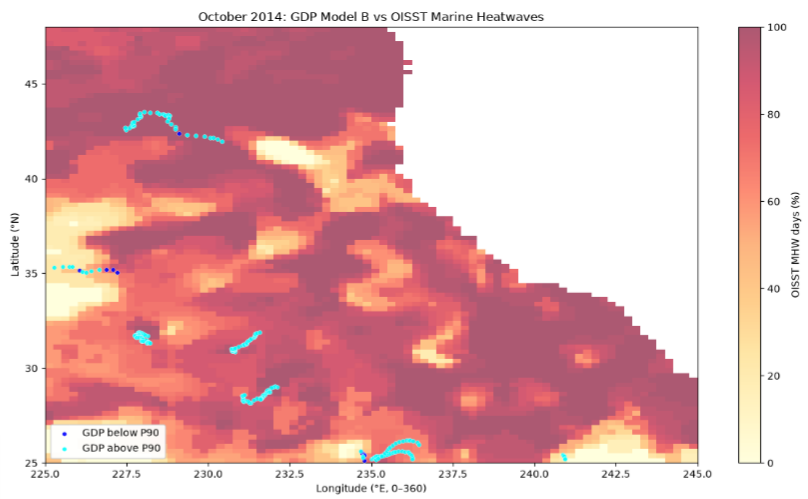 October 2014: GDP Model B vs OISST Marine Heatwaves
45
40
35
30
25
Latitude (°N)
GDP below P90
GDP above P90
225.0 227.5 230.0 232.5 235.0 237.5 240.0 242.5 245.0
Longitude (°E, 0–360)
100
80
60
40
20
0
OISST MHW days (%)